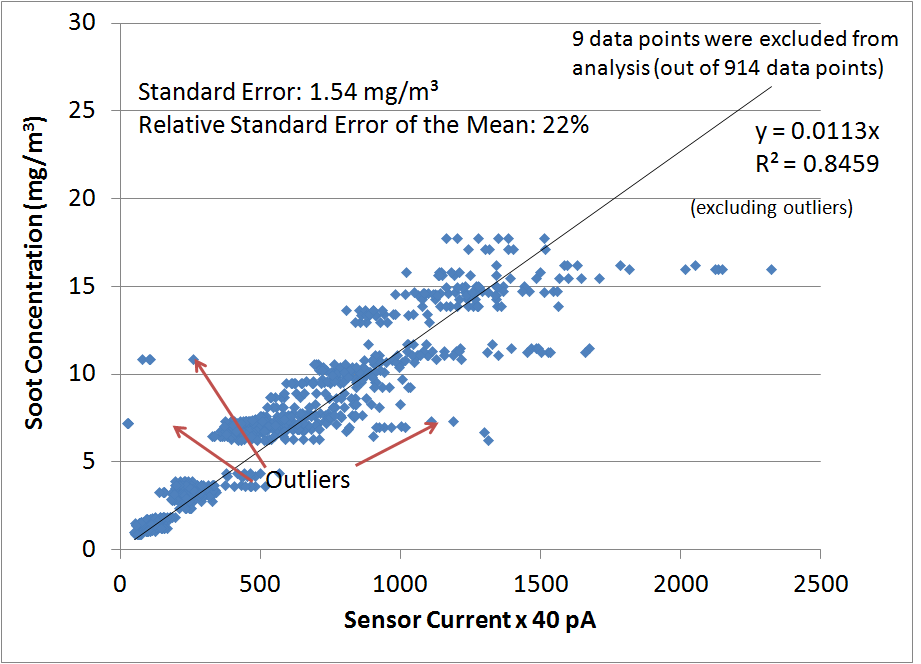 30
25
20
15
10
5
0
Soot Concentration (mg/m³)
9 data points were excluded from
analysis (out of 914 data points)
Standard Error: 1.54 mg/m³
Relative Standard Error of the Mean: 22%
y = 0.0113x
R² = 0.8459
(excluding outliers)
Outliers
0 500 1000 1500 2000 2500
Sensor Current x 40 pA